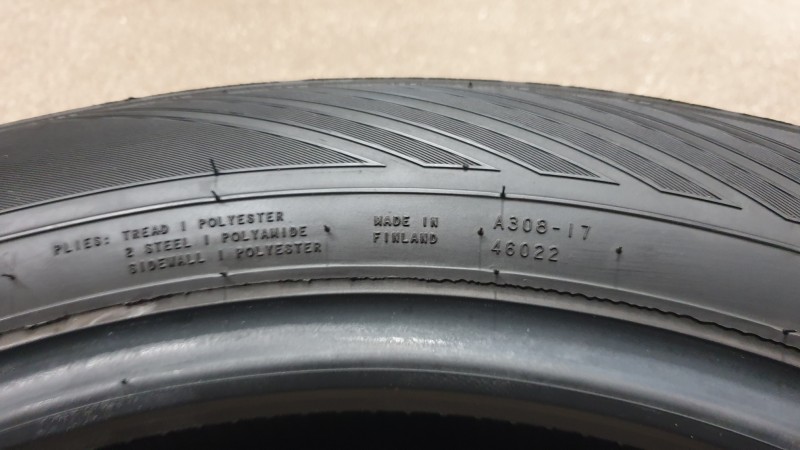 PLIES: TREAD 1 POLYESTER
2 STEEL 1 POLYAMIDE
SIDEWALL 1 POLYESTER
MADE IN
FINLAND
A308-17
46022